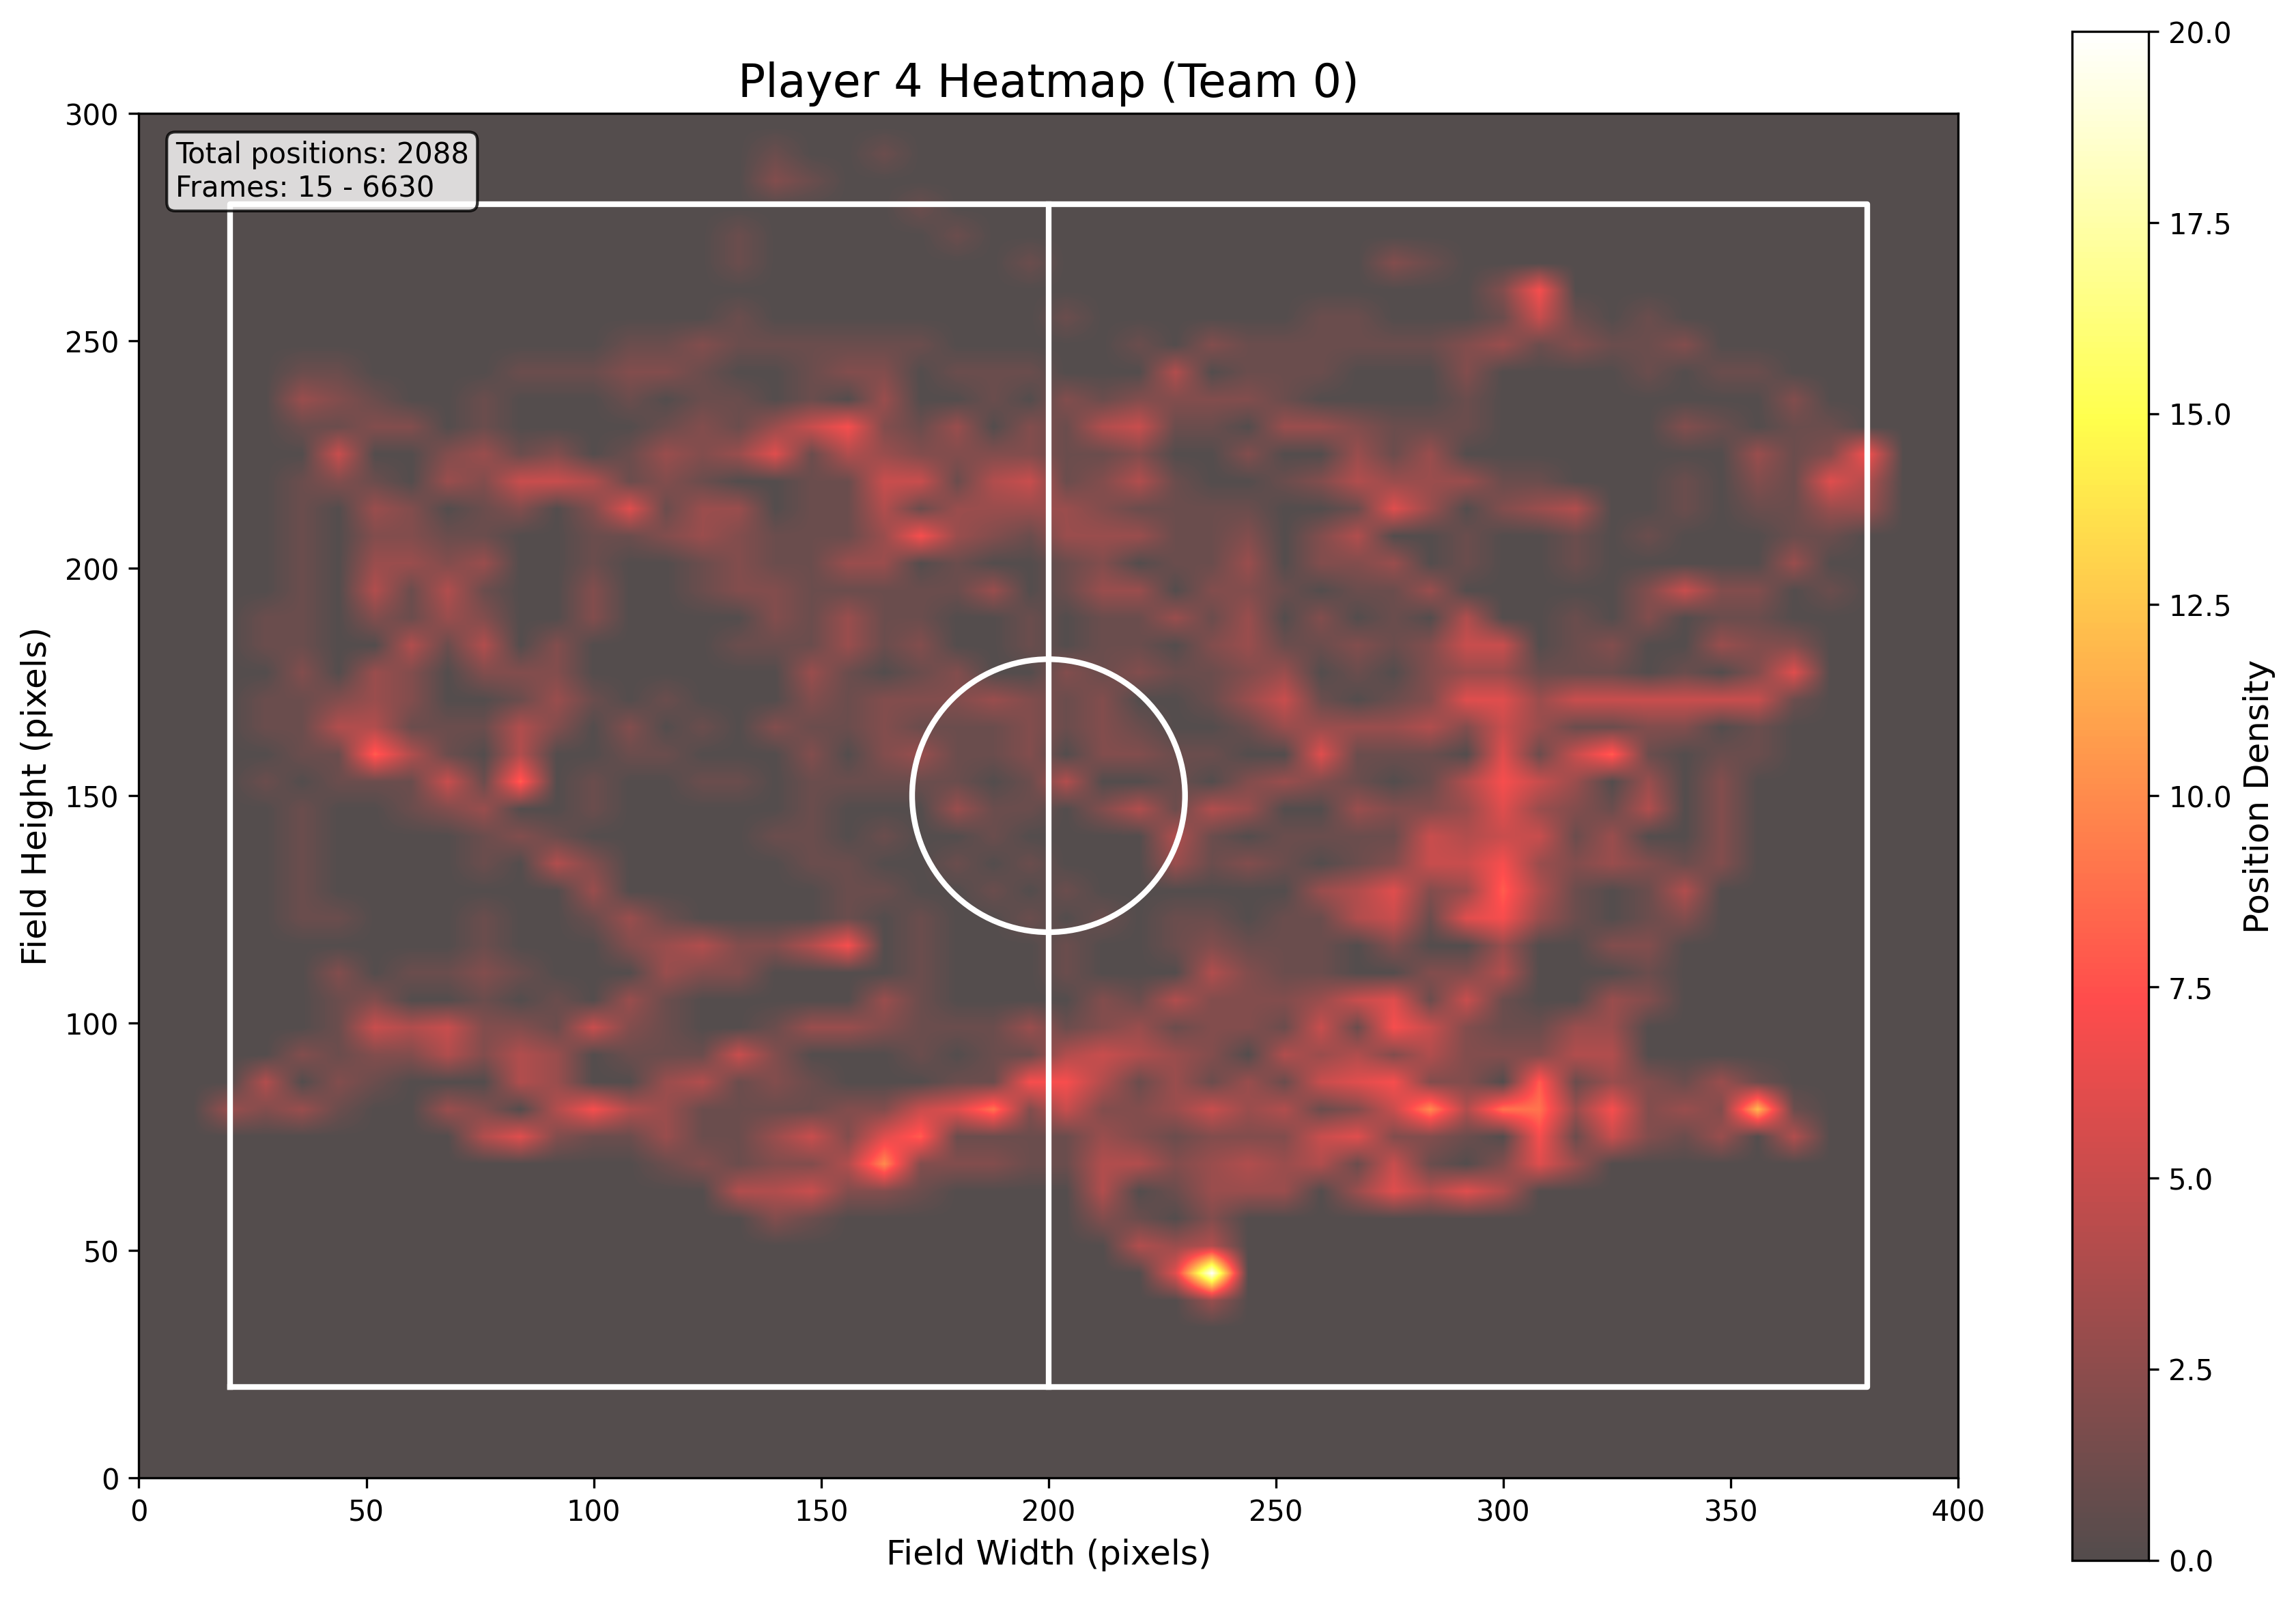 Player 4 Heatmap (Team 0)
Total positions: 2088
Frames: 15 - 6630
Field Height (pixels)
300
250
200
150
100
50
0
0 50 100 150 200 250 300 350 400
Field Width (pixels)
20.0
17.5
15.0
12.5
10.0
7.5
5.0
2.5
0.0
Position Density